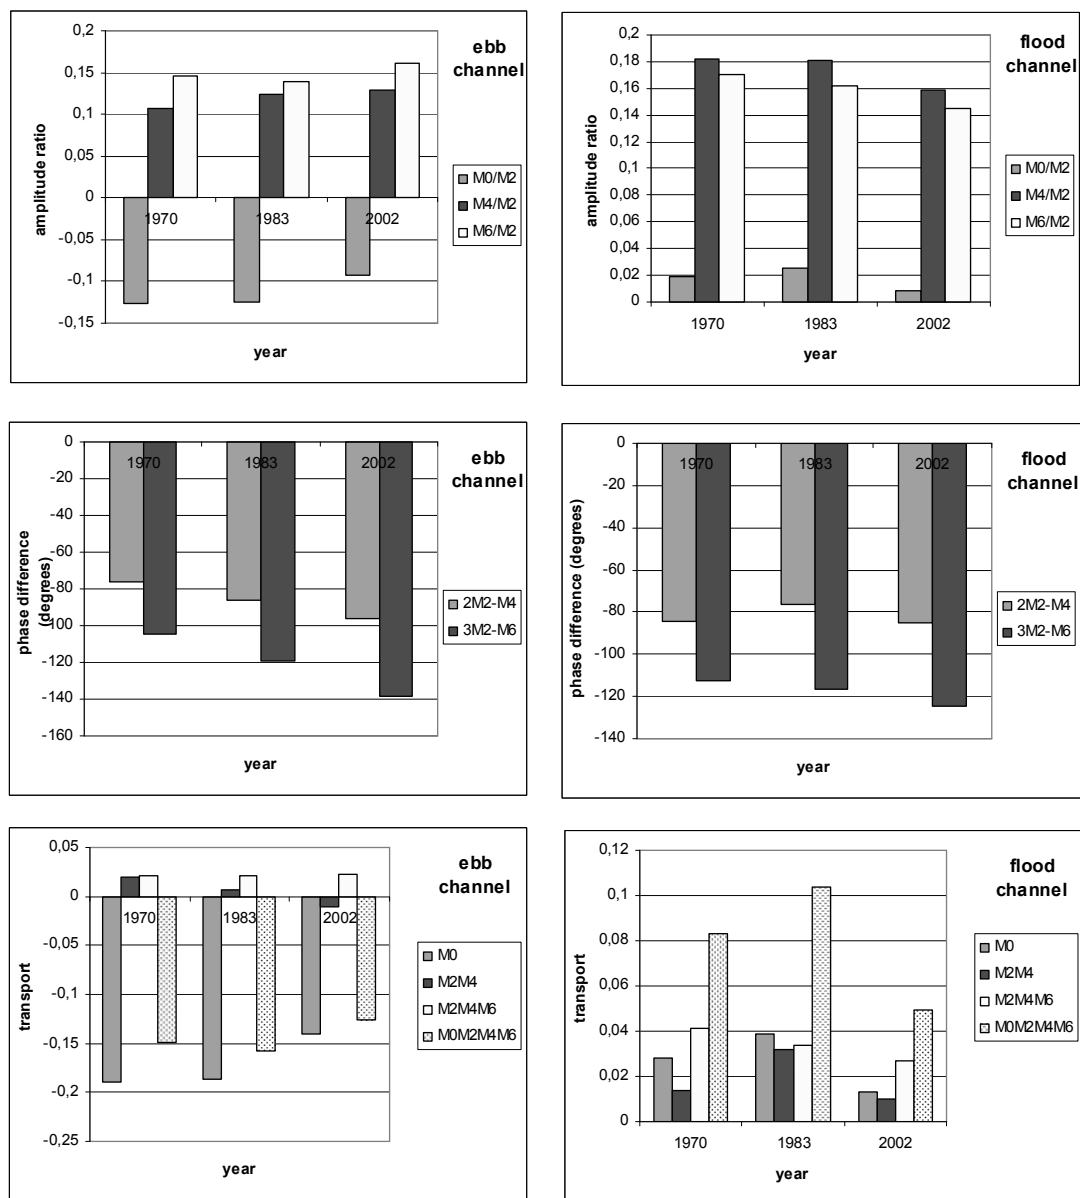 0,2
0,15
0,1
0,05
0
-0,05
-0,1
-0,15
amplitude ratio
1970
1983
2002
year
ebb
channel
M0/M2
M4/M2
M6/M2
0,2
0,18
0,16
0,14
0,12
0,1
0,08
0,06
0,04
0,02
0
amplitude ratio
1970
1983
2002
year
flood
channel
M0/M2
M4/M2
M6/M2
0
-20
-40
-60
-80
-100
-120
-140
-160
phase difference
(degrees)
1970
1983
2002
year
ebb
channel
2M2-M4
3M2-M6
0
-20
-40
-60
-80
-100
-120
-140
phase difference (degrees)
1970
1983
2002
year
flood
channel
2M2-M4
3M2-M6
0,05
0
-0,05
-0,1
-0,15
-0,2
-0,25
transport
1970
1983
2002
year
ebb
channel
M0
M2M4
M2M4M6
M0M2M4M6
0,12
0,1
0,08
0,06
0,04
0,02
0
transport
1970
1983
2002
year
flood
channel
M0
M2M4
M2M4M6
M0M2M4M6